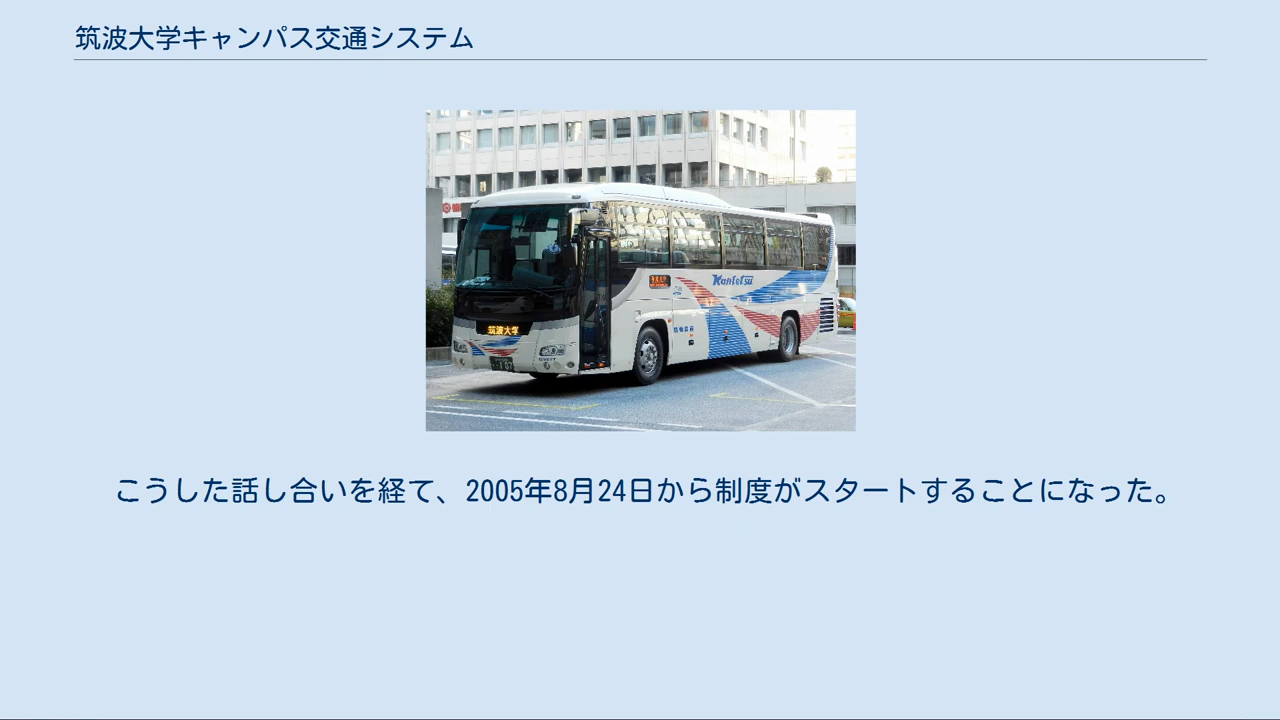 筑波大学キャンパス交通システム
Kantetsu
筑波大学
こうした話し合いを経て、2005年8月24日から制度がスタートすることになった。